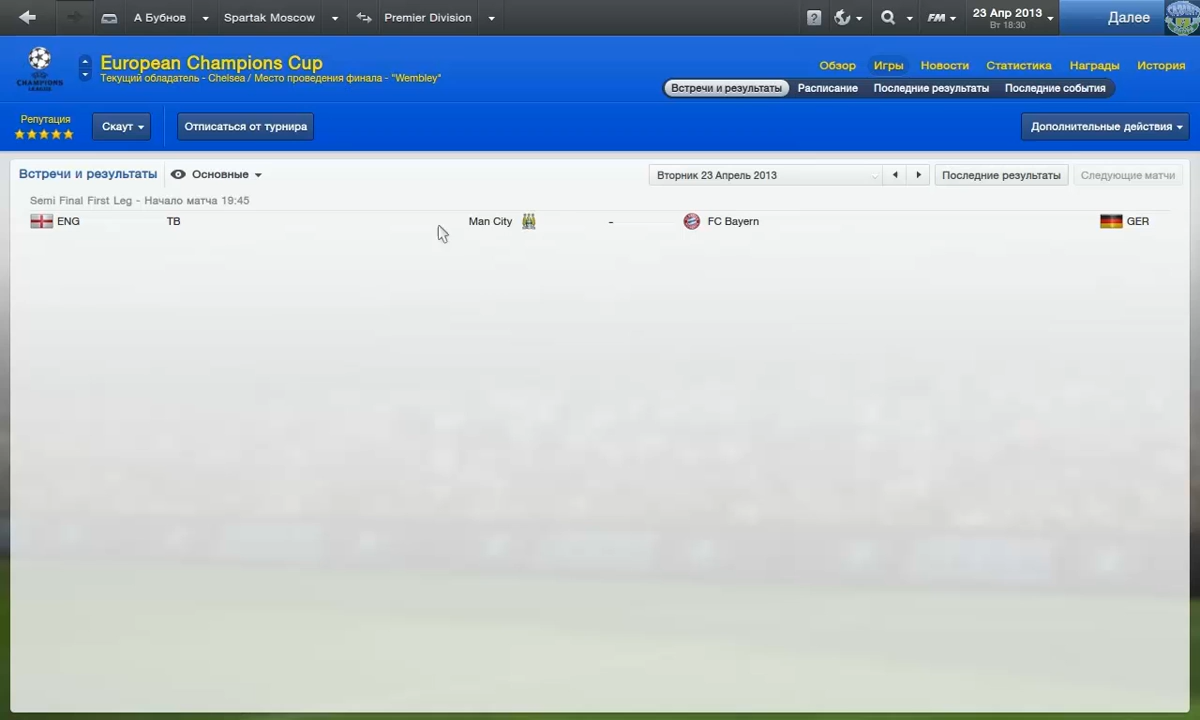 А Бубнов Spartak Moscow Premier Division ? FM 23 Апр 2013 Далее
Вт 18:30
European Champions Cup
Текущий обладатель - Chelsea / Место проведения финала - "Wembley"
CHAMPIONS
LEAGUE
Обзор Игры Новости Статистика Награды История
Встречи и результаты Расписание Последние результаты Последние события
Репутация
Скаут Отписаться от турнира Дополнительные действия
Встречи и результаты Основные Вторник 23 Апрель 2013 Последние результаты Следующие матчи
Semi Final First Leg - Начало матча 19:45
ENG ТВ Man City - FC Bayern GER